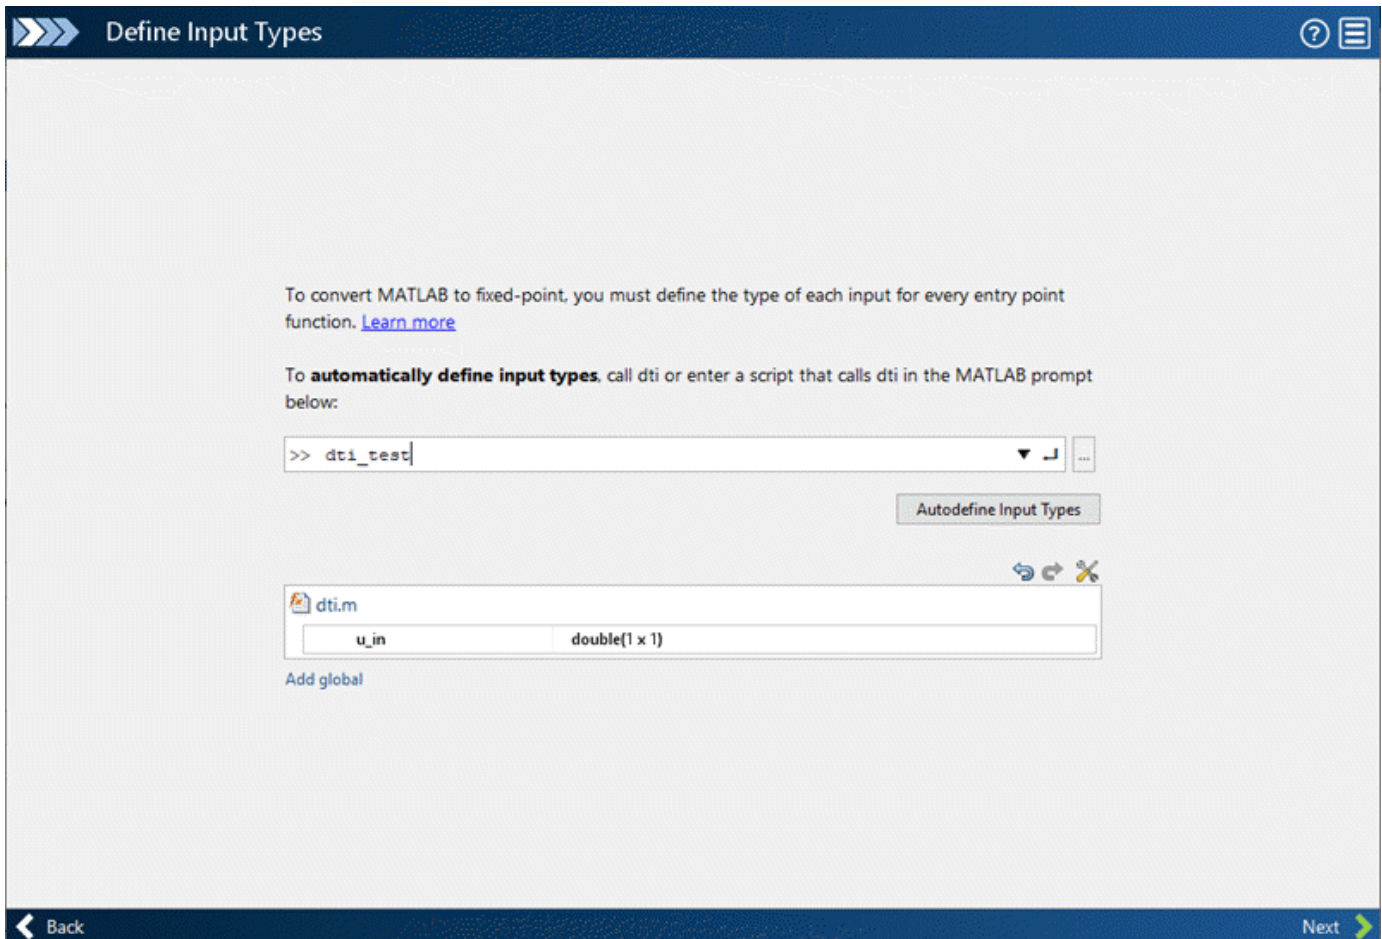 Define Input Types
?
To convert MATLAB to fixed-point, you must define the type of each input for every entry point
function. Learn more
To automatically define input types, call dti or enter a script that calls dti in the MATLAB prompt
below:
>> dti_test
...
Autodefine Input Types
dti.m
u_in double(1 x 1)
Add global
Back Next